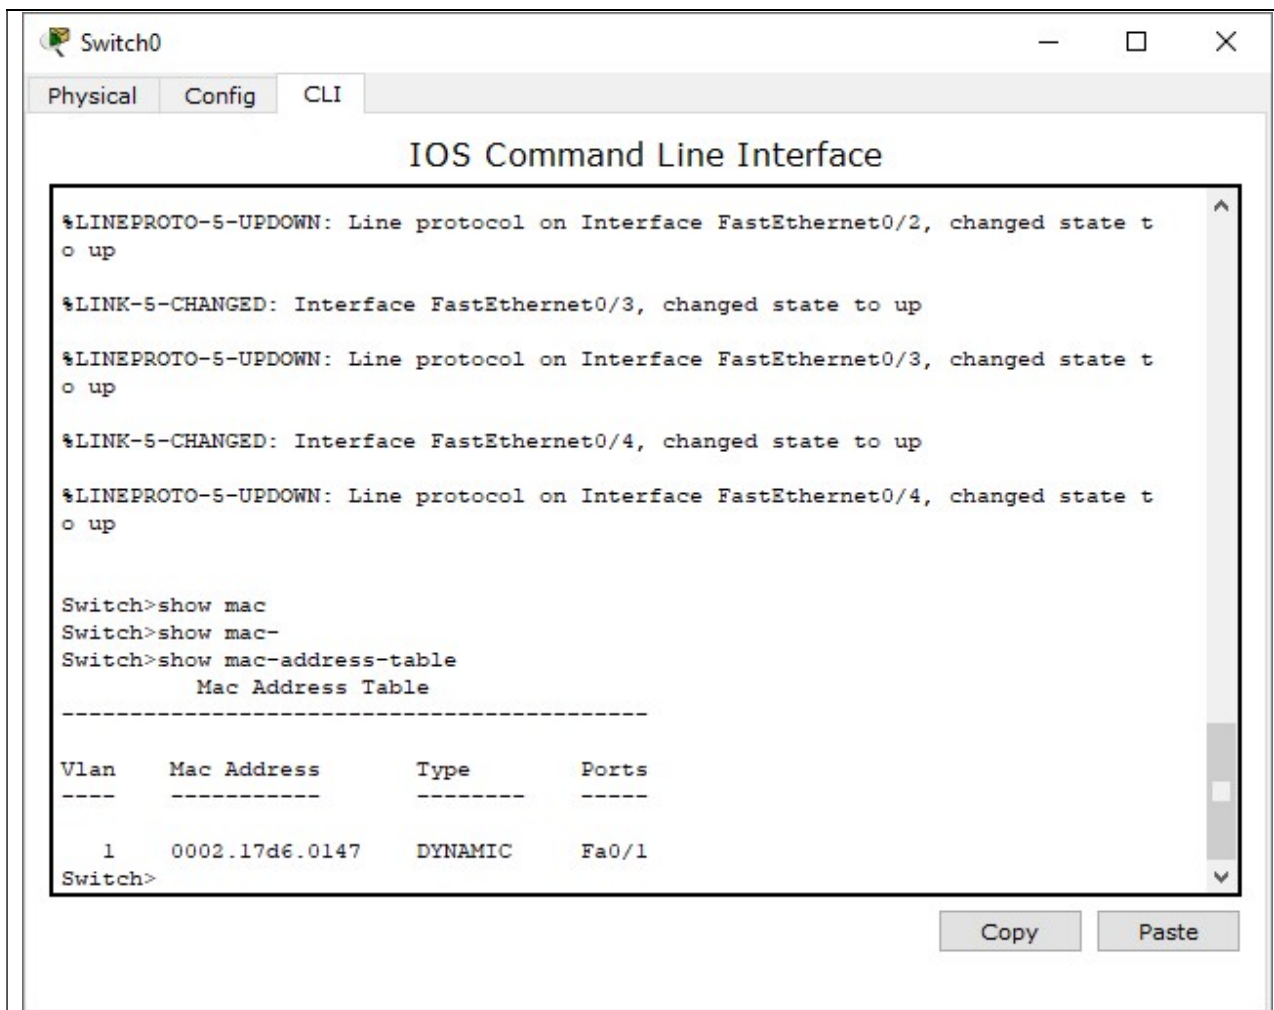 Switch0
Physical Config CLI
IOS Command Line Interface
%LINEPROTO-5-UPDOWN: Line protocol on Interface FastEthernet0/2, changed state t
o up
%LINK-5-CHANGED: Interface FastEthernet0/3, changed state to up
%LINEPROTO-5-UPDOWN: Line protocol on Interface FastEthernet0/3, changed state t
o up
%LINK-5-CHANGED: Interface FastEthernet0/4, changed state to up
%LINEPROTO-5-UPDOWN: Line protocol on Interface FastEthernet0/4, changed state t
o up
Switch>show mac
Switch>show mac-
Switch>show mac-address-table
Mac Address Table
-------------------------------------------
Vlan Mac Address Type Ports
---- ----------- -------- -----
1 0002.17d6.0147 DYNAMIC Fa0/1
Switch>
Copy Paste